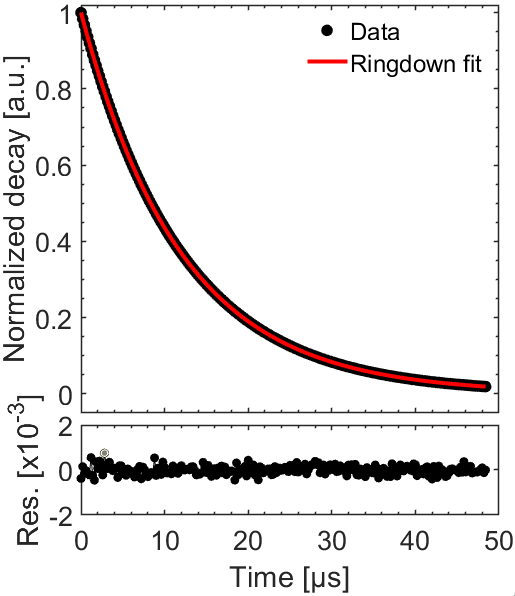 Normalized decay [a.u.]
1
0.8
0.6
0.4
0.2
0
Data
Ringdown fit
Res. [x10-3]
2
0
-2
0 10 20 30 40 50
Time [µs]